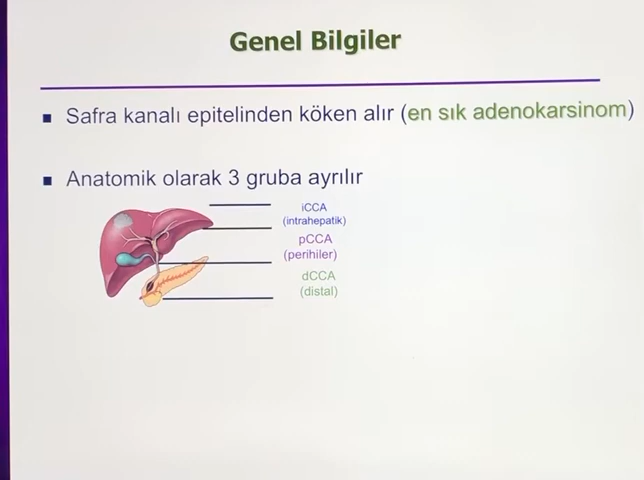 Genel Bilgiler
Safra kanalı epitelinden köken alır (en sık adenokarsinom)
Anatomik olarak 3 gruba ayrılır
iCCA
(intrahepatik)
pCCA
(perihiler)
dCCA
(distal)